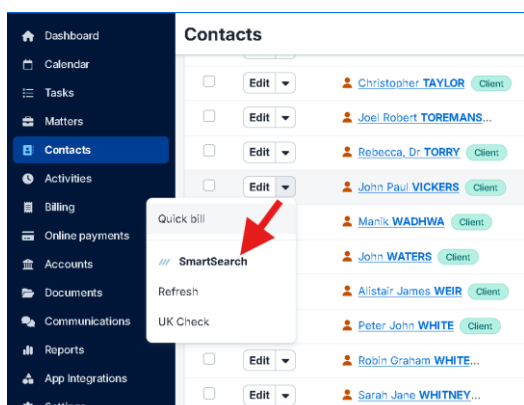 Dashboard
Calendar
Tasks
Matters
Contacts
Activities
Billing
Online payments
Accounts
Documents
Communications
Reports
App Integrations
Contacts
Edit Christopher TAYLOR Client
Edit Joel Robert TOREMANS...
Edit Rebecca, Dr TORRY Client
Edit John Paul VICKERS Client
Quick bill
SmartSearch
Refresh
UK Check
Manik WADHWA Client
John WATERS Client
Alistair James WEIR Client
Peter John WHITE Client
Edit Robin Graham WHITE...
Edit Sarah Jane WHITNEY...